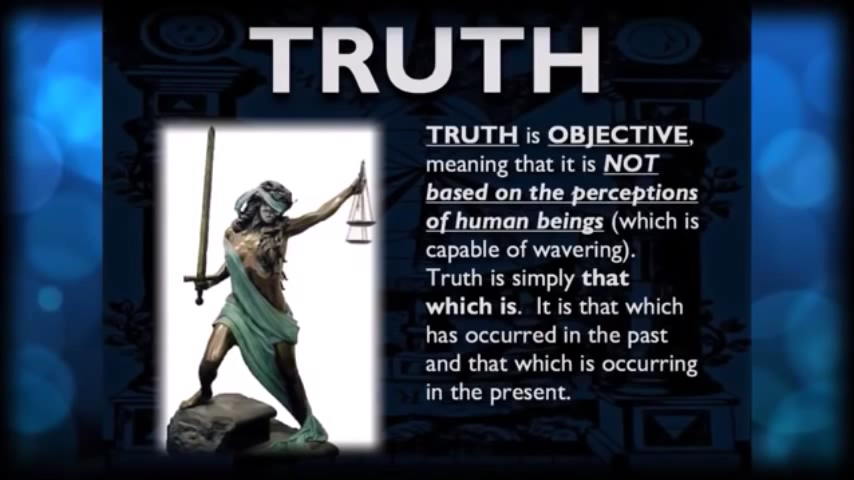 TRUTH
TRUTH is OBJECTIVE,
meaning that it is NOT
based on the perceptions
of human beings (which is
capable of wavering).
Truth is simply that
which is. It is that which
has occurred in the past
and that which is occurring
in the present.